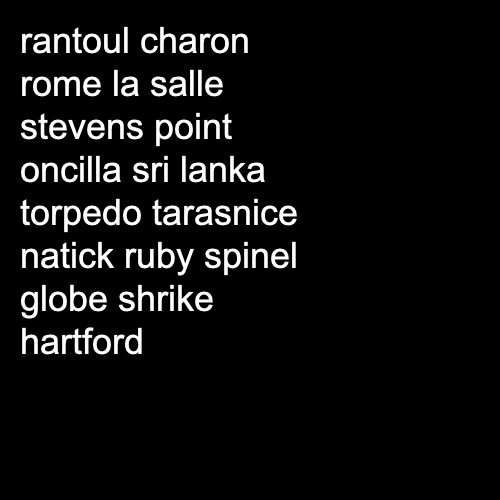 rantoul charon
rome la salle
stevens point
oncilla sri lanka
torpedo tarasnice
natick ruby spinel
globe shrike
hartford